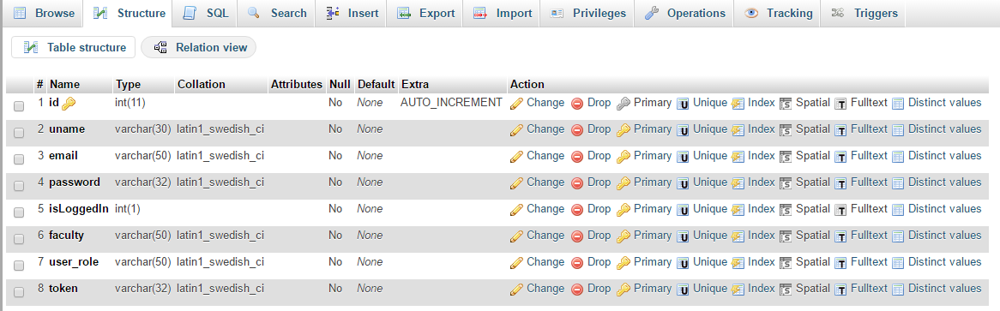 Browse Structure SQL Search Insert Export Import Privileges Operations Tracking Triggers
Table structure Relation view
# Name Type Collation Attributes Null Default Extra Action
1 id int(11) No None AUTO_INCREMENT Change Drop Primary Unique Index Spatial Fulltext Distinct values
2 uname varchar(30) latin1_swedish_ci No None Change Drop Primary Unique Index Spatial Fulltext Distinct values
3 email varchar(50) latin1_swedish_ci No None Change Drop Primary Unique Index Spatial Fulltext Distinct values
4 password varchar(32) latin1_swedish_ci No None Change Drop Primary Unique Index Spatial Fulltext Distinct values
5 isLoggedIn int(1) No None Change Drop Primary Unique Index Spatial Fulltext Distinct values
6 faculty varchar(50) latin1_swedish_ci No None Change Drop Primary Unique Index Spatial Fulltext Distinct values
7 user_role varchar(50) latin1_swedish_ci No None Change Drop Primary Unique Index Spatial Fulltext Distinct values
8 token varchar(32) latin1_swedish_ci No None Change Drop Primary Unique Index Spatial Fulltext Distinct values